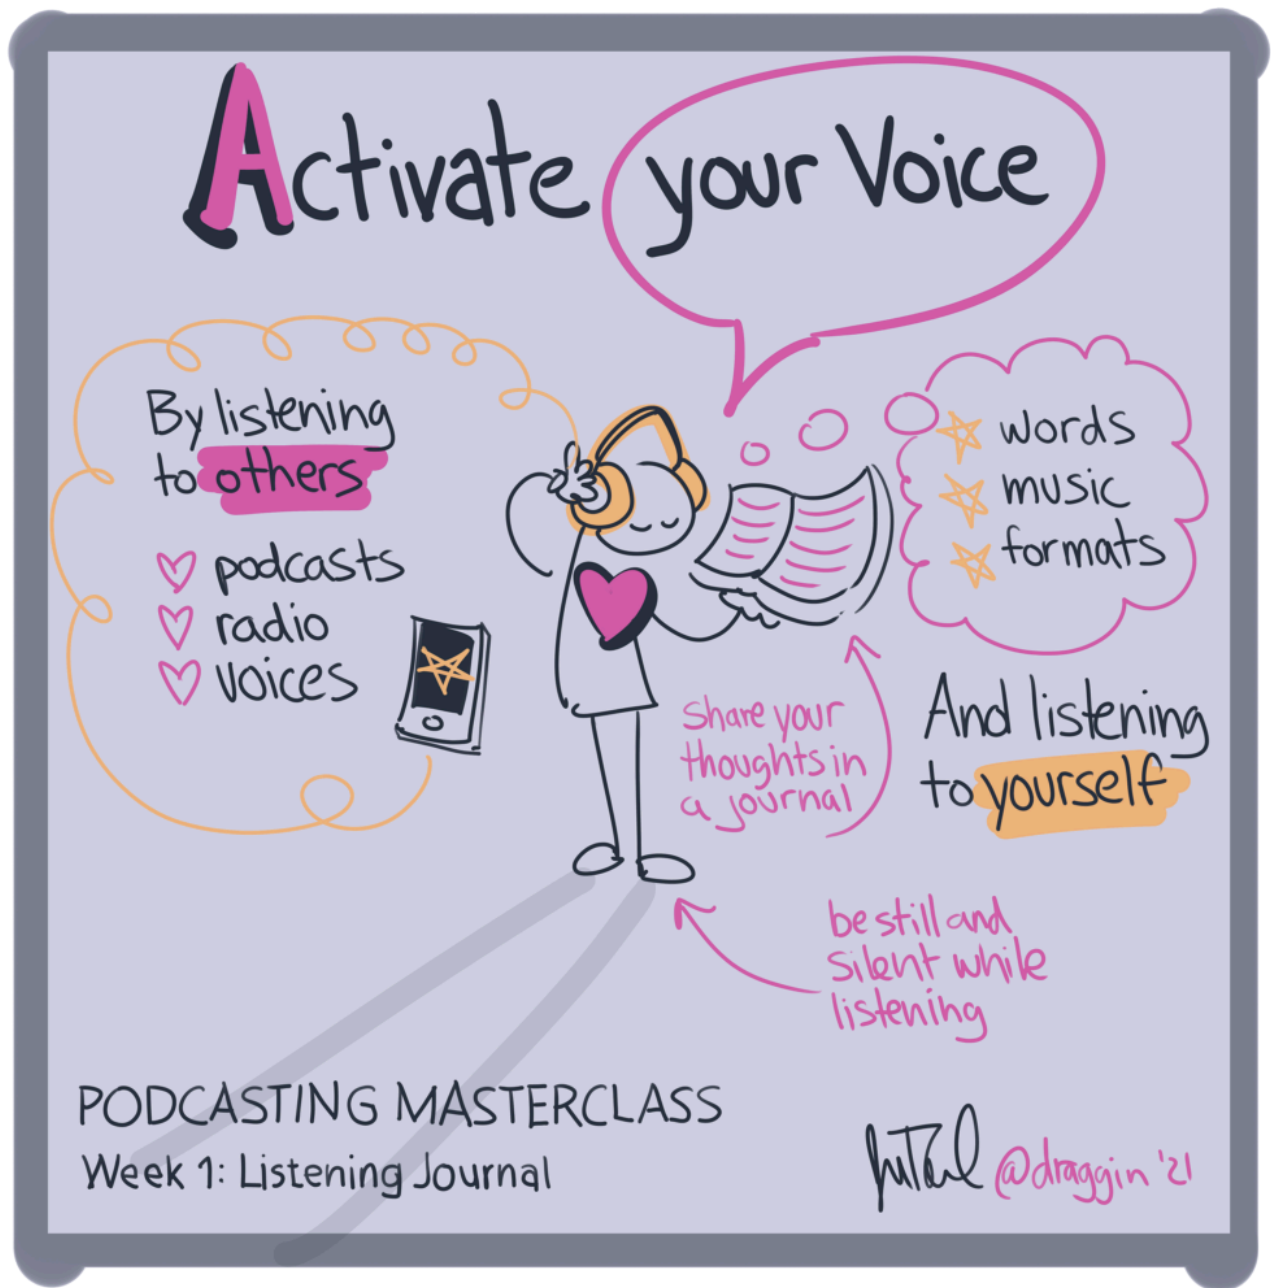 Activate your Voice
By listening
to others
podcasts
radio
voices
words
music
formats
And listening
to yourself
Share your
thoughts in
a journal
be still and
silent while
listening
PODCASTING MASTERCLASS
Week 1: Listening Journal
@draggin '21